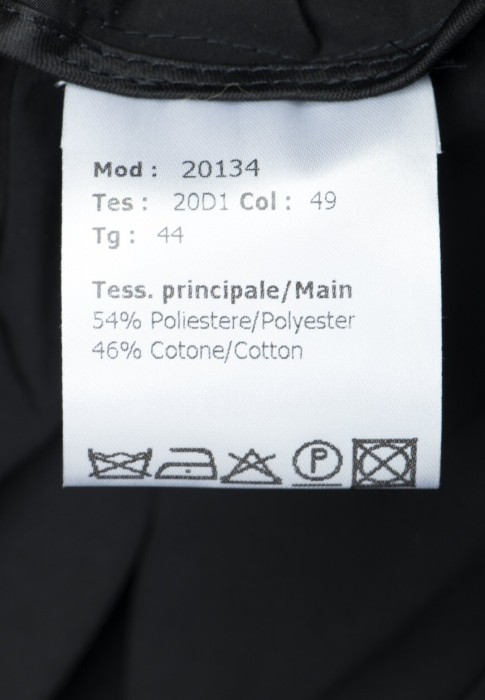 Mod : 20134
Tes : 20D1 Col : 49
Tg : 44
Tess. principale/Main
54% Poliestere/Polyester
46% Cotone/Cotton
P